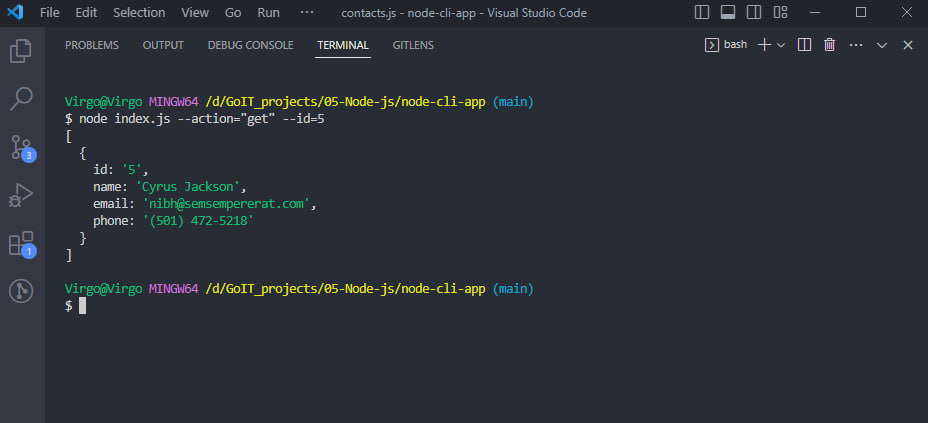 File Edit Selection View Go Run ··· contacts.js - node-cli-app - Visual Studio Code
PROBLEMS OUTPUT DEBUG CONSOLE TERMINAL GITLENS bash ···
Virgo@Virgo MINGW64 /d/GoIT_projects/05-Node-js/node-cli-app (main)
$ node index.js --action="get" --id=5
[
  {
    id: '5',
    name: 'Cyrus Jackson',
    email: 'nibh@semsempererat.com',
    phone: '(501) 472-5218'
  }
]
Virgo@Virgo MINGW64 /d/GoIT_projects/05-Node-js/node-cli-app (main)
$
3
1